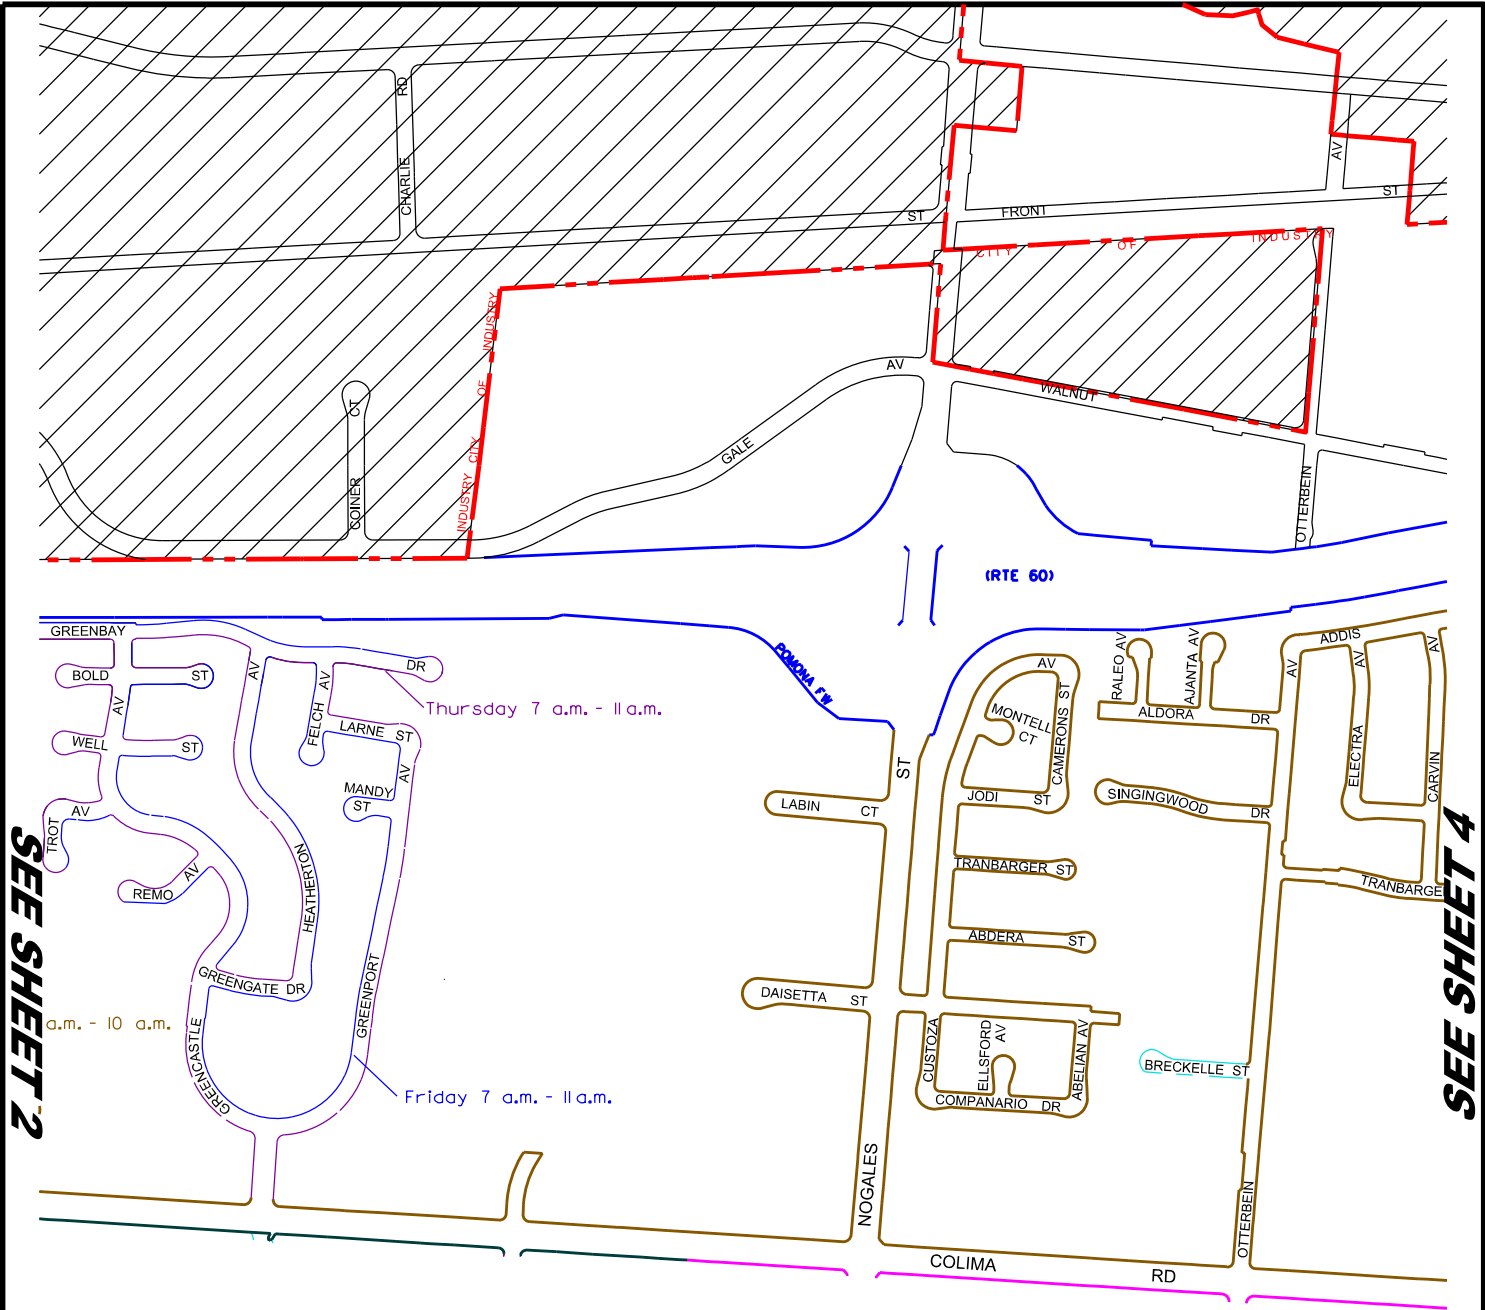 RD
CHARLIE
ST
FRONT
ST
AV
CITY OF INDUSTRY
INDUSTRY CITY OF INDUSTRY
COINER CT
GALE AV
WALNUT
OTTERBEIN
(RTE 60)
POMONA FW
GREENBAY
BOLD ST
AV
WELL ST
TROT AV
REMO AV
AV
HEATHERTON
DR
FELCH AV
LARNE ST
MANDY ST
AV
GREENPORT
GREENGATE DR
GREENCASTLE
Thursday 7 a.m. - 11 a.m.
Friday 7 a.m. - 11 a.m.
a.m. - 10 a.m.
SEE SHEET 2
SEE SHEET 4
ST
NOGALES
LABIN CT
DAISETTA ST
AV
MONTELL CT
CAMERONS ST
JODI ST
TRANBARGER ST
ABDERA ST
CUSTOZA
ELLSFORD AV
ABELIAN AV
COMPANARIO DR
RALEO AV
AJANTA AV
ALDORA DR
SINGINGWOOD DR
ADDIS
AV
AV
ELECTRA
AV
CARVIN
TRANBARGE
BRECKELLE ST
OTTERBEIN
COLIMA RD